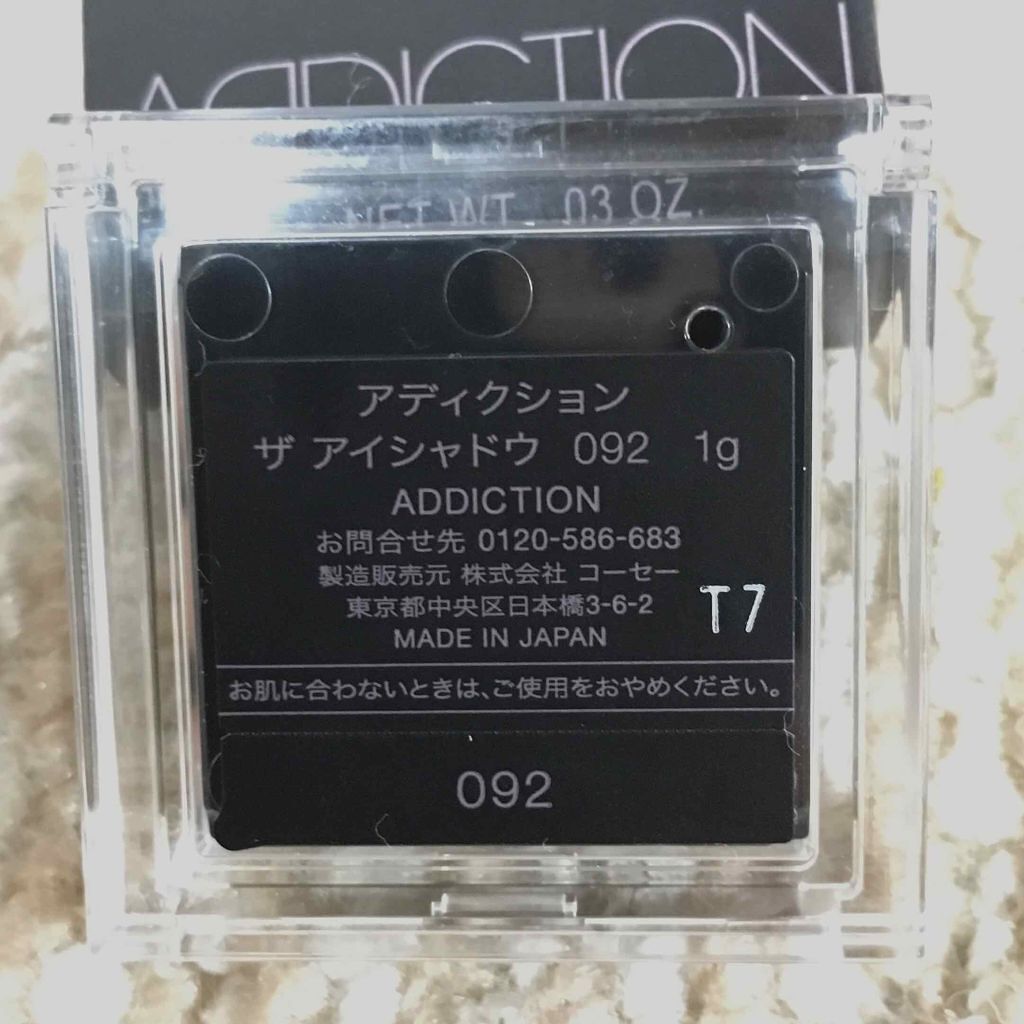 ADDICTION
NET WT. .03 OZ.
アディクション
ザ アイシャドウ 092 1g
ADDICTION
お問合せ先 0120-586-683
製造販売元 株式会社 コーセー
東京都中央区日本橋3-6-2
T7
MADE IN JAPAN
お肌に合わないときは、ご使用をおやめください。
092